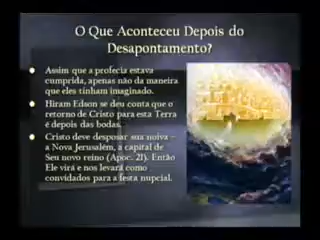 O Que Aconteceu Depois do
Desapontamento?
Assim que a profecia estava
cumprida, apenas não da maneira
que eles tinham imaginado.
Hiram Edson se deu conta que o
retorno de Cristo para esta Terra
é depois das bodas.
Cristo deve desposar sua noiva –
a Nova Jerusalém, a capital de
Seu novo reino (Apoc. 21). Então
Ele virá e nos levará como
convidados para a festa nupcial.